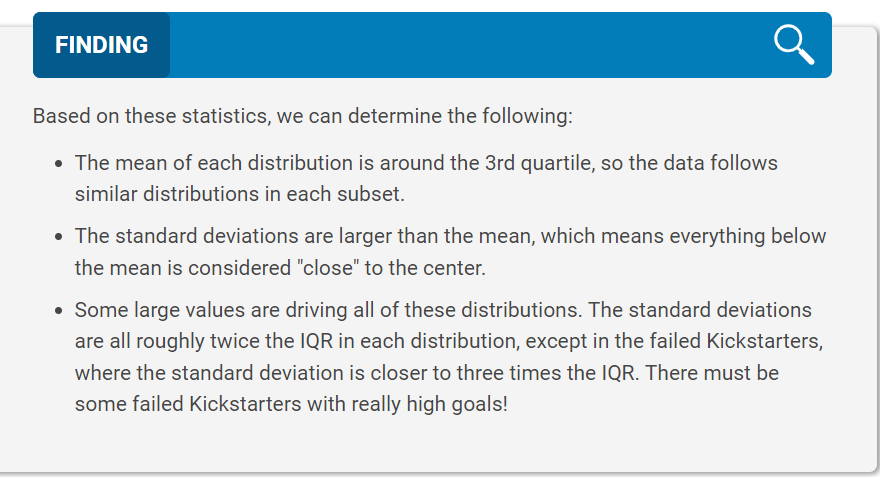 FINDING
Based on these statistics, we can determine the following:
• The mean of each distribution is around the 3rd quartile, so the data follows
similar distributions in each subset.
• The standard deviations are larger than the mean, which means everything below
the mean is considered "close" to the center.
• Some large values are driving all of these distributions. The standard deviations
are all roughly twice the IQR in each distribution, except in the failed Kickstarters,
where the standard deviation is closer to three times the IQR. There must be
some failed Kickstarters with really high goals!